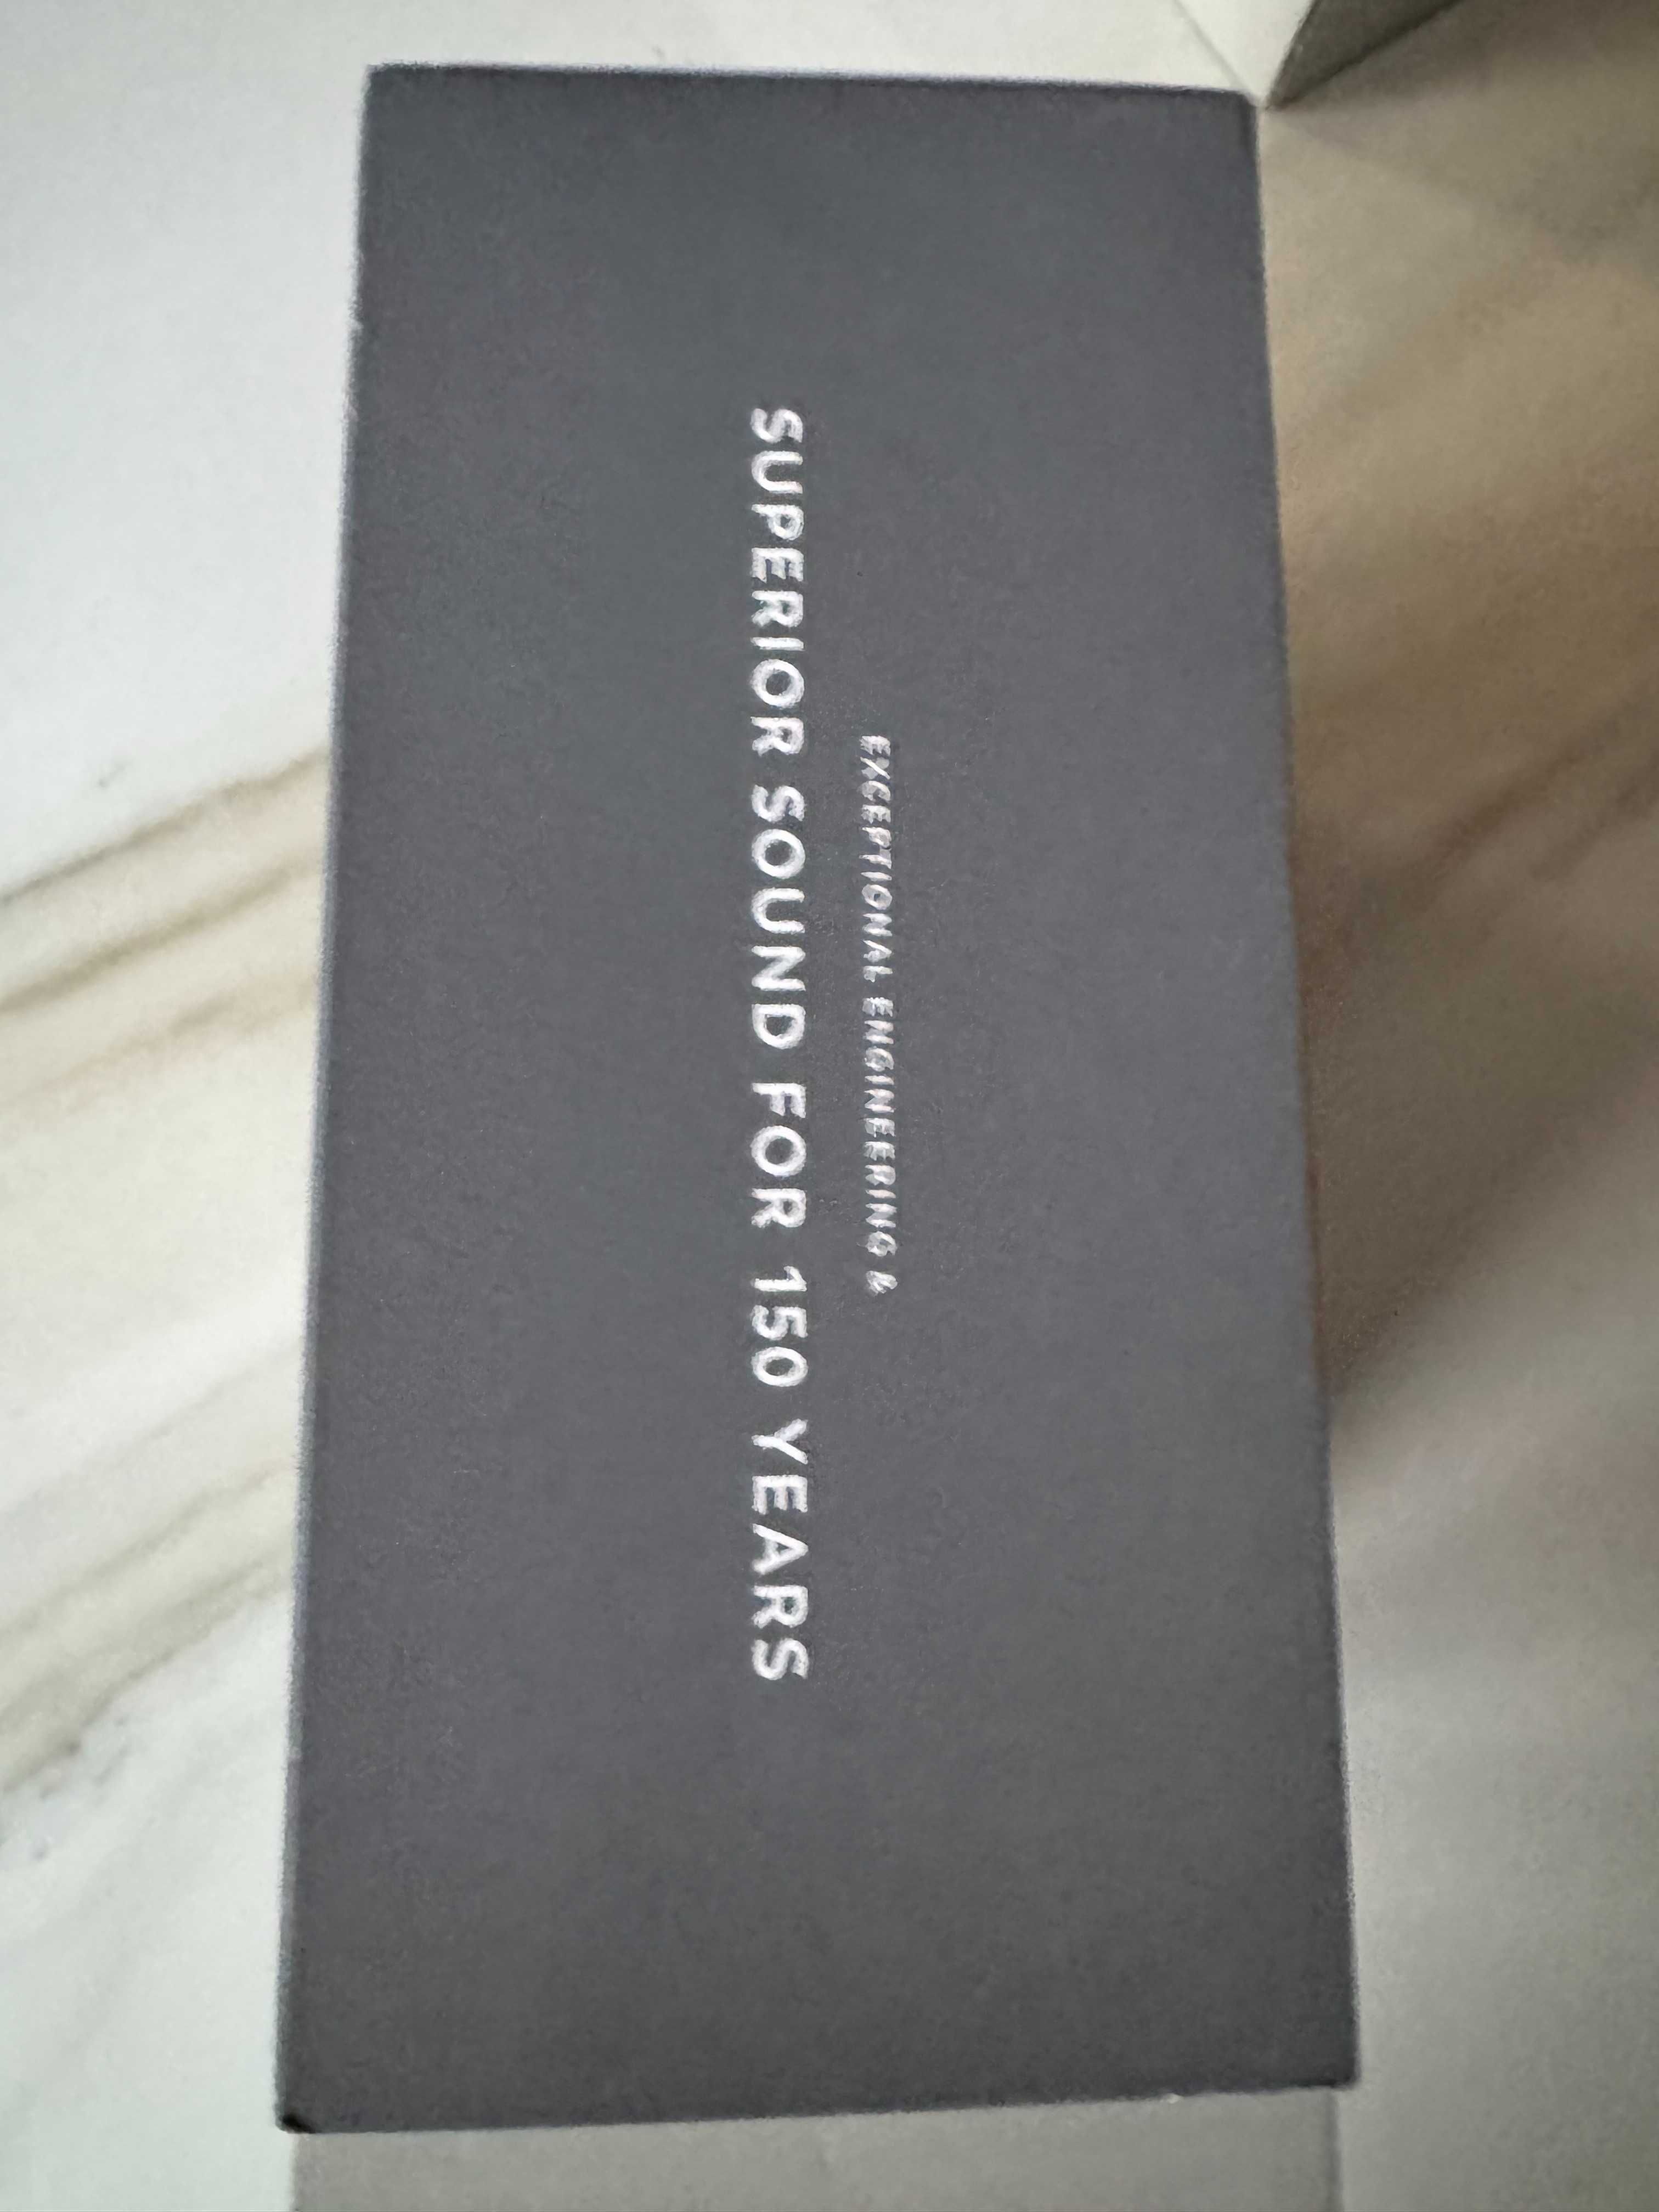 EXCEPTIONAL ENGINEERING &
SUPERIOR SOUND FOR 150 YEARS